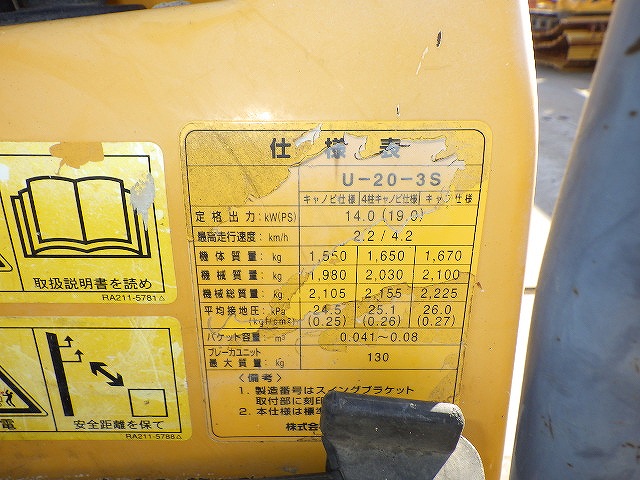 仕様表
U-20-3S
キャノピ仕様 4柱キャノピ仕様 キャブ仕様
定格出力: kW(PS) 14.0 (19.0)
最高走行速度: km/h 2.2 / 4.2
機体質量: kg 1,550 1,650 1,670
機械質量: kg 1,980 2,030 2,100
機械総質量: kg 2,105 2,155 2,225
平均接地圧: kPa 24.5 25.1 26.0
(kgf/cm²) (0.25) (0.26) (0.27)
バケット容量: m³ 0.041~0.08
ブレーカユニット
最大質量: kg 130
〈備考〉
1. 製造番号はスイングブラケット
取付部に刻印
2. 本仕様は標準
株式会
取扱説明書を読め
RA211-5781△
電
安全距離を保て
RA211-5788△